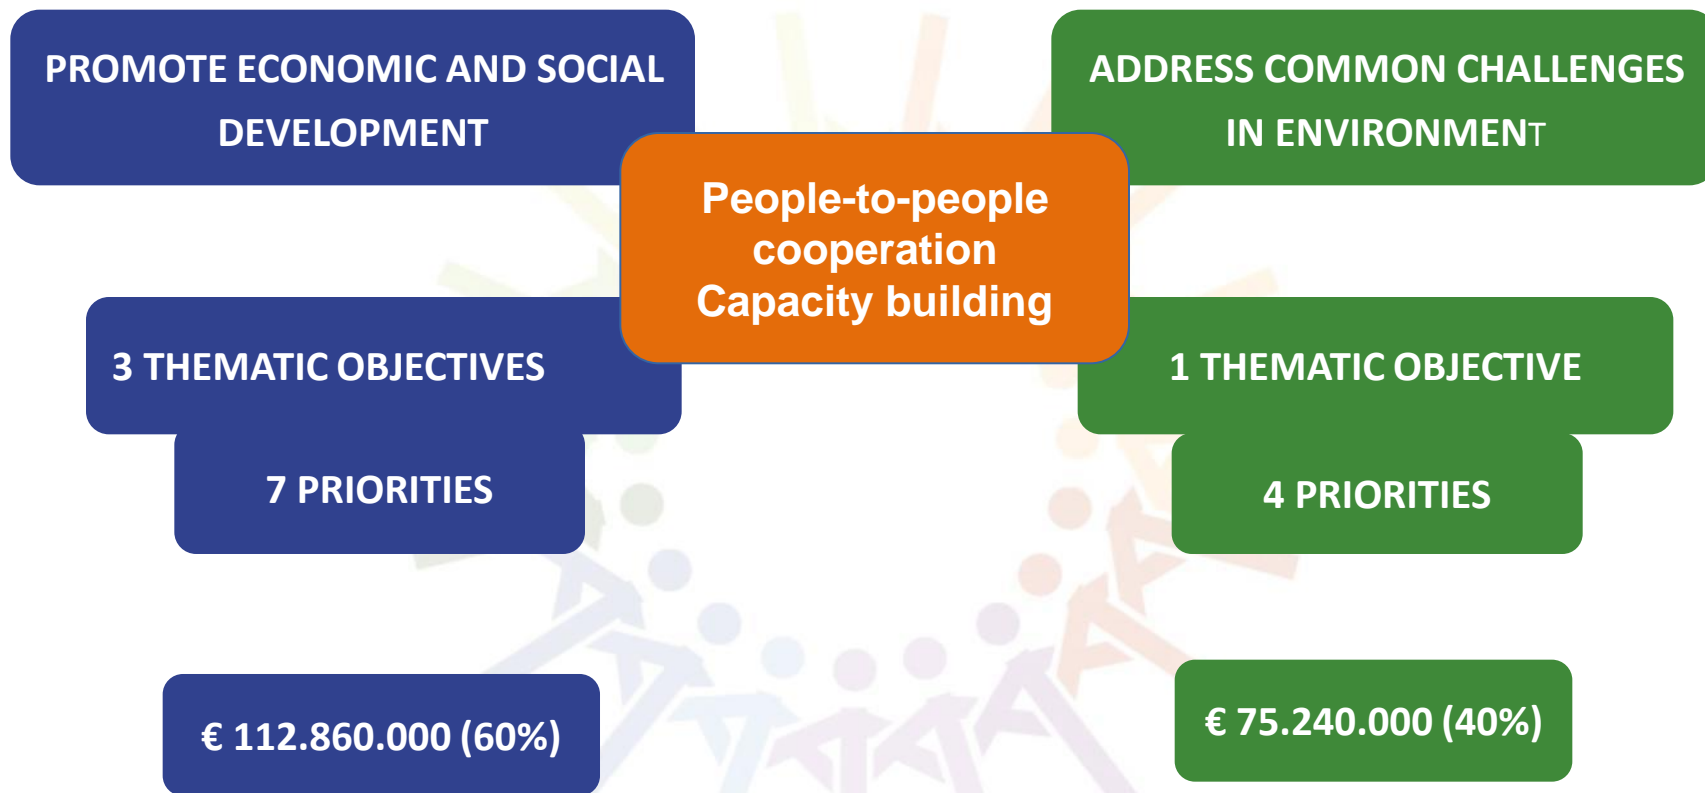 PROMOTE ECONOMIC AND SOCIAL
DEVELOPMENT
ADDRESS COMMON CHALLENGES
IN ENVIRONMENT
People-to-people
cooperation
Capacity building
3 THEMATIC OBJECTIVES
1 THEMATIC OBJECTIVE
7 PRIORITIES
4 PRIORITIES
€ 112.860.000 (60%)
€ 75.240.000 (40%)